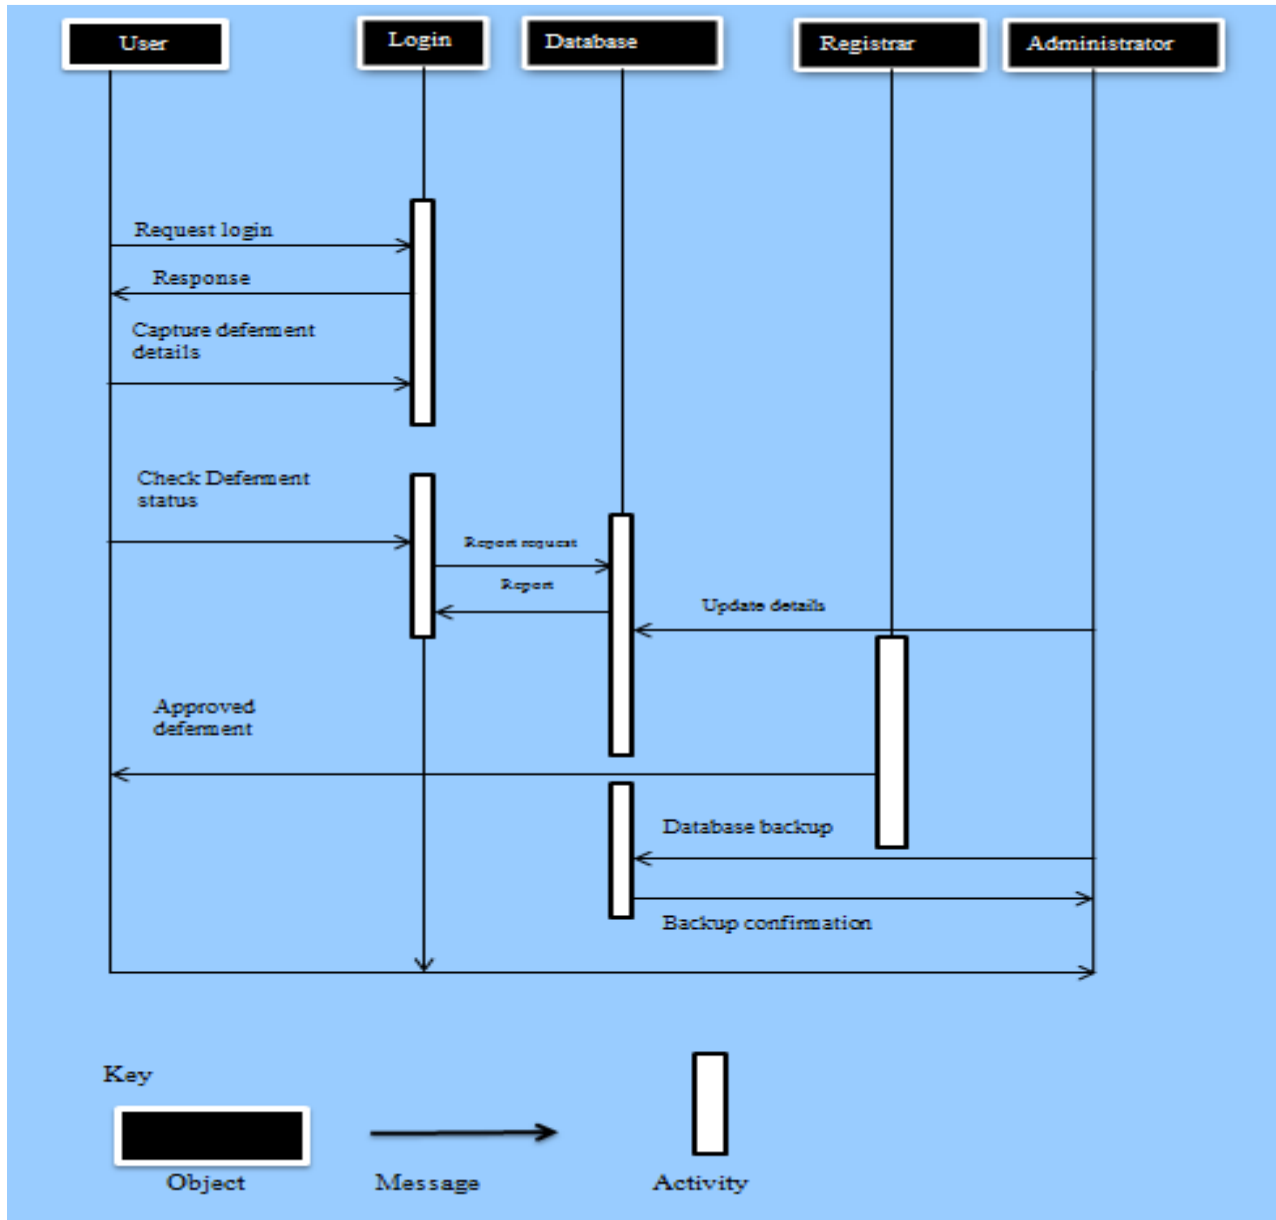 User
Login
Database
Registrar
Administrator
Request login
Response
Capture deferment
details
Check Deferment
status
Report request
Report
Update details
Approved
deferment
Database backup
Backup confirmation
Key
Object
Message
Activity